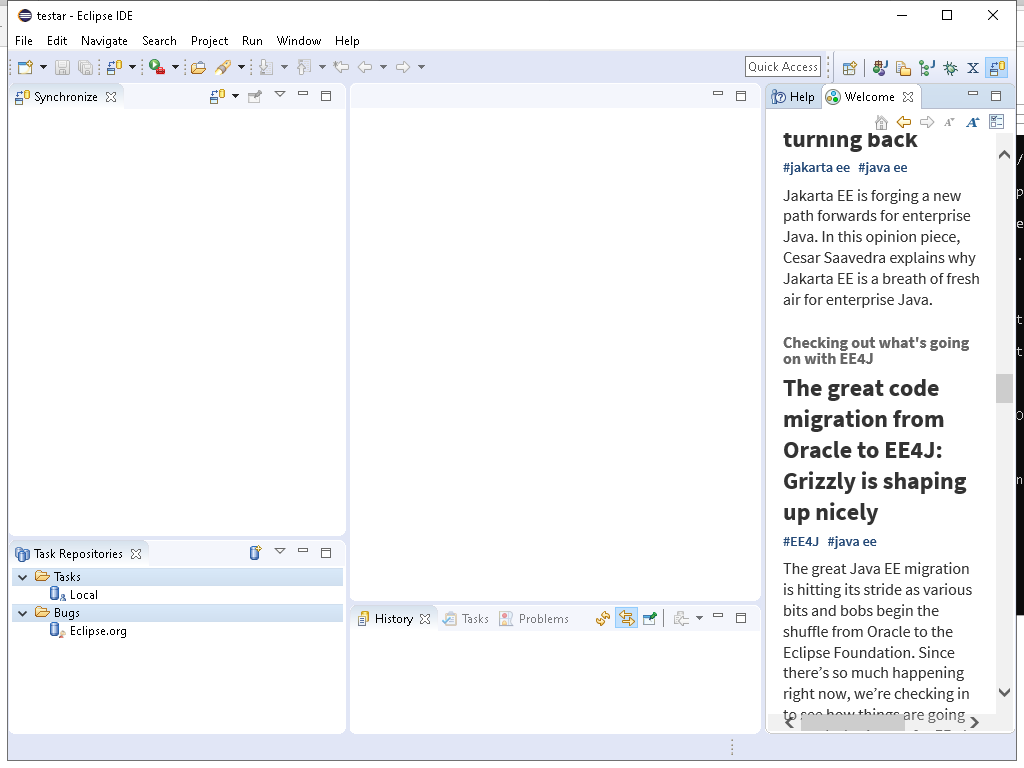 testar - Eclipse IDE
File Edit Navigate Search Project Run Window Help
Quick Access
Synchronize
Help Welcome
turning back
#jakarta ee #java ee
Jakarta EE is forging a new
path forwards for enterprise
Java. In this opinion piece,
Cesar Saavedra explains why
Jakarta EE is a breath of fresh
air for enterprise Java.
Checking out what's going
on with EE4J
The great code
migration from
Oracle to EE4J:
Grizzly is shaping
up nicely
#EE4J #java ee
The great Java EE migration
is hitting its stride as various
bits and bobs begin the
shuffle from Oracle to the
Eclipse Foundation. Since
there's so much happening
right now, we're checking in
to see how things are going
Task Repositories
Tasks
Local
Bugs
Eclipse.org
History Tasks Problems